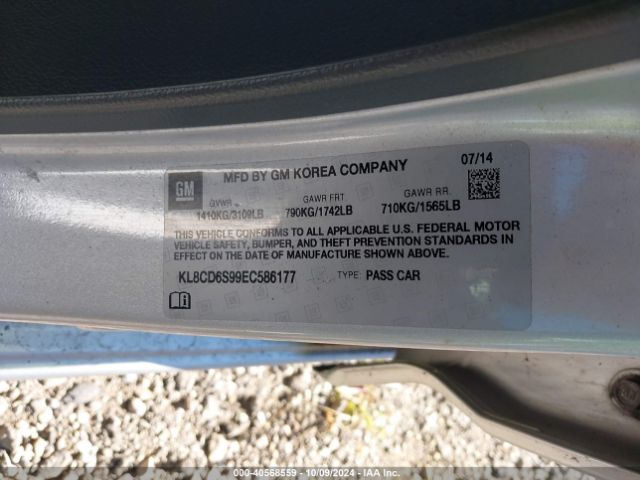 MFD BY GM KOREA COMPANY 07/14
GM
GVWR GAWR FRT GAWR RR.
1410KG/3109LB 790KG/1742LB 710KG/1565LB
THIS VEHICLE CONFORMS TO ALL APPLICABLE U.S. FEDERAL MOTOR
VEHICLE SAFETY, BUMPER, AND THEFT PREVENTION STANDARDS IN
EFFECT ON THE DATE OF MANUFACTURE SHOWN ABOVE.
KL8CD6S99EC586177 TYPE: PASS CAR
000-40568559 - 10/09/2024 - IAA Inc.